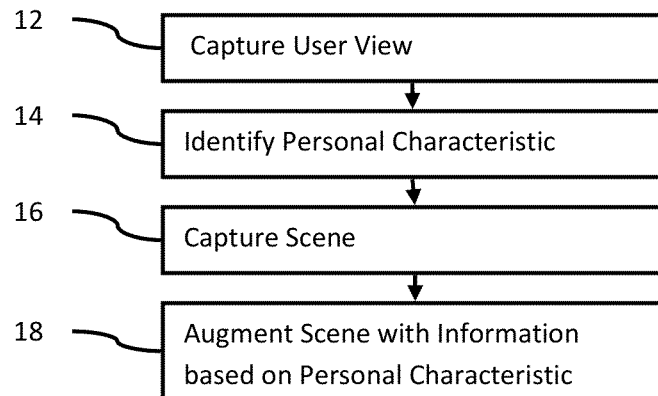 12 Capture User View
14 Identify Personal Characteristic
16 Capture Scene
18 Augment Scene with Information
based on Personal Characteristic